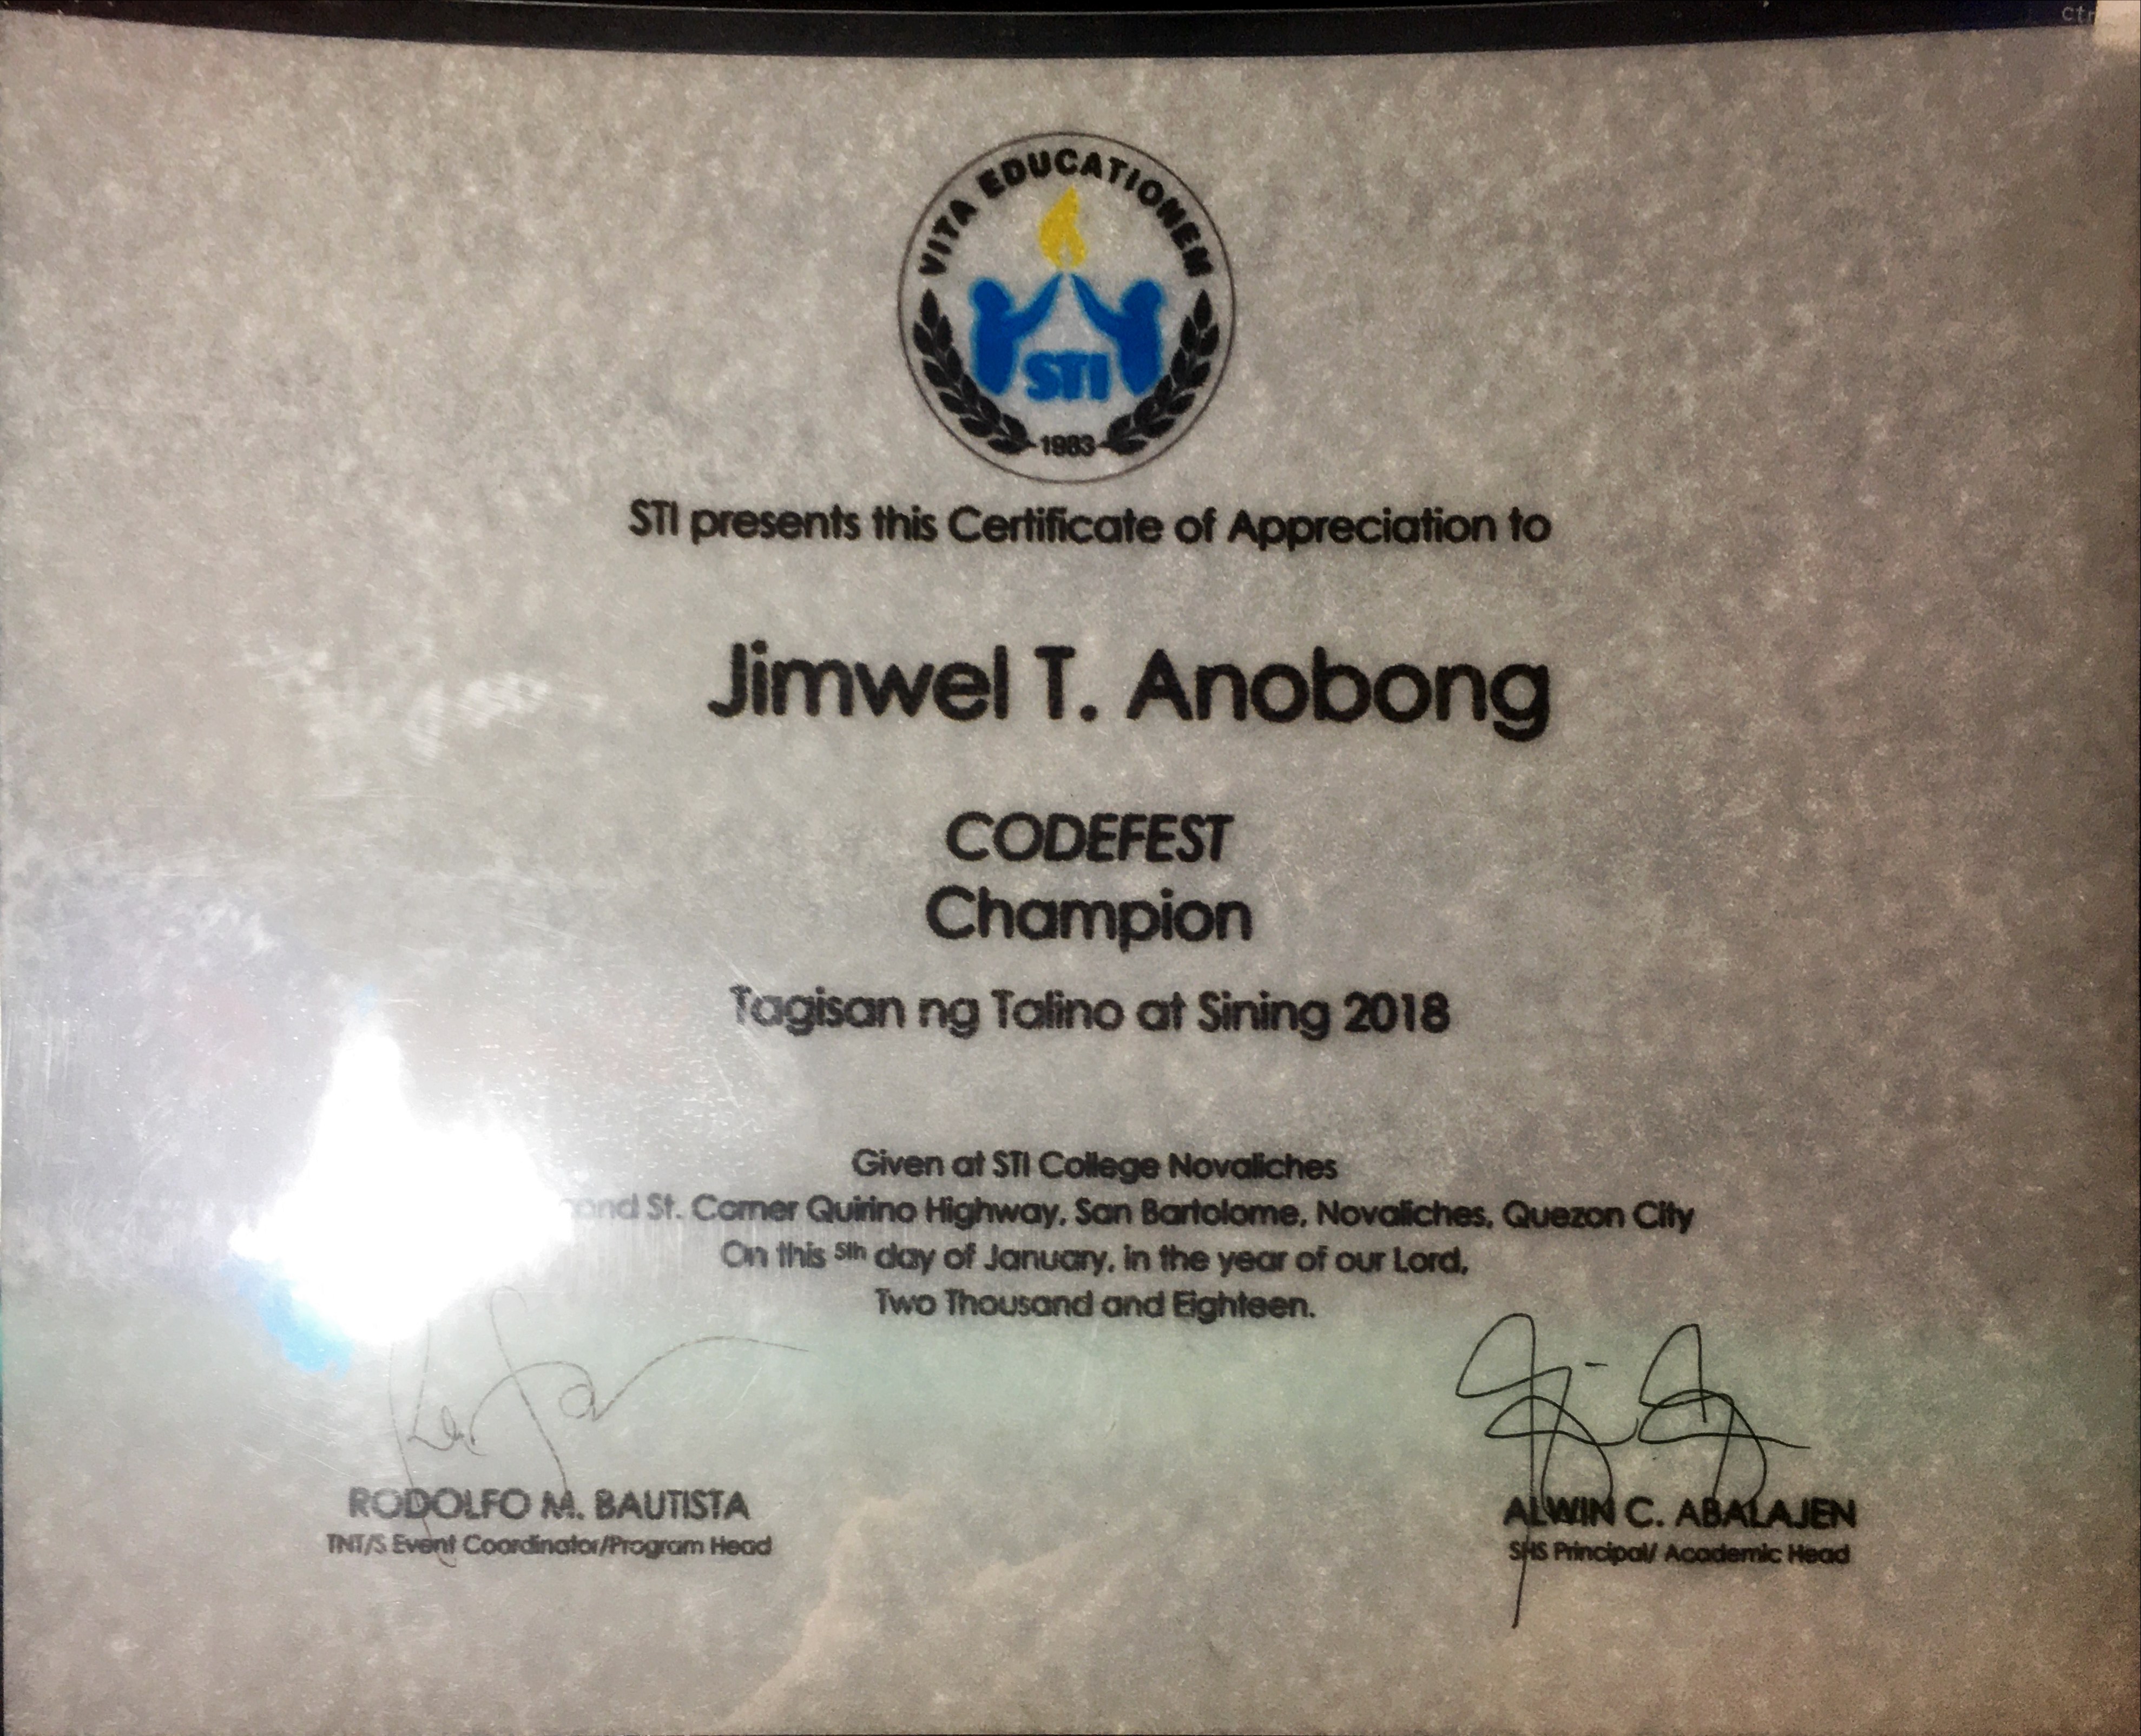 ctr
VITA EDUCATIONEM
STI
1983
STI presents this Certificate of Appreciation to
Jimwel T. Anobong
CODEFEST
Champion
Tagisan ng Talino at Sining 2018
Given at STI College Novaliches
St. Corner Quirino Highway, San Bartolome, Novaliches, Quezon City
On this 5th day of January, in the year of our Lord,
Two Thousand and Eighteen.
RODOLFO M. BAUTISTA
TNT/S Event Coordinator/Program Head
ALWIN C. ABALAJEN
SHS Principal/ Academic Head